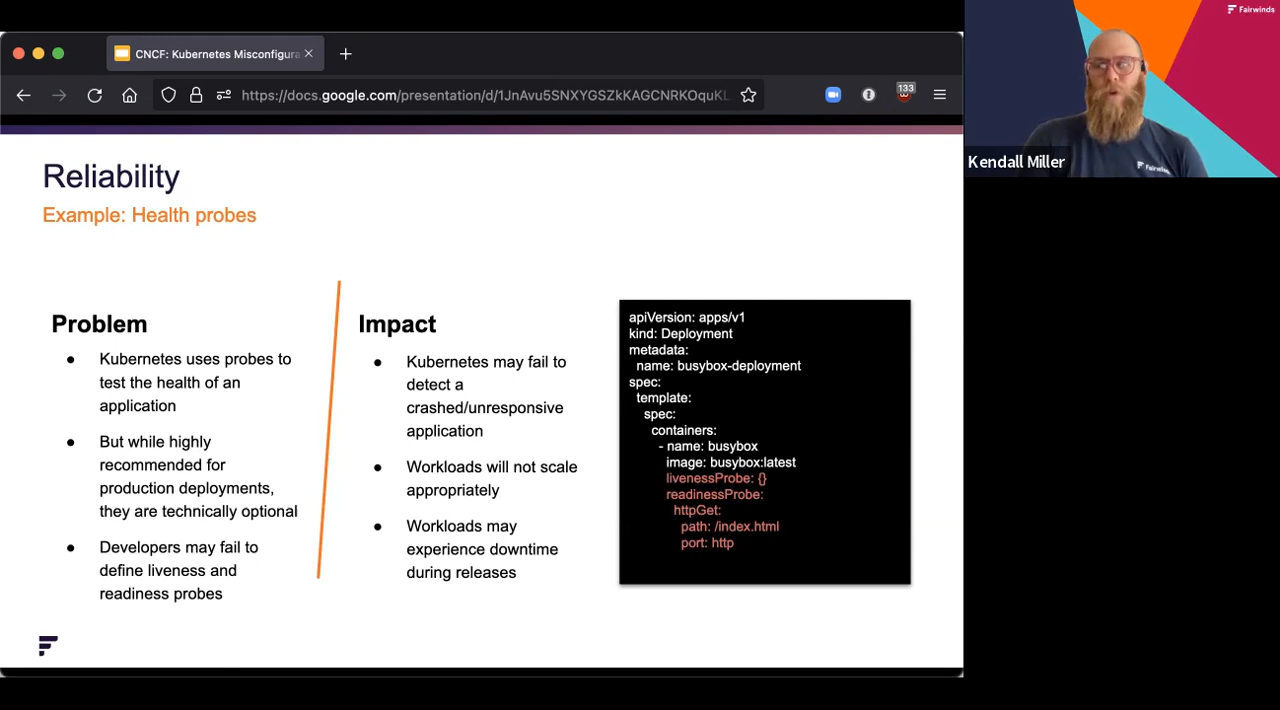 Fairwinds
CNCF: Kubernetes Misconfigura
https://docs.google.com/presentation/d/1JnAvu5SNXYGSZkKAGCNRKOquKL
133
Reliability
Example: Health probes
Kendall Miller
Fairwinds
Problem
Kubernetes uses probes to
test the health of an
application
But while highly
recommended for
production deployments,
they are technically optional
Developers may fail to
define liveness and
readiness probes
Impact
Kubernetes may fail to
detect a
crashed/unresponsive
application
Workloads will not scale
appropriately
Workloads may
experience downtime
during releases
apiVersion: apps/v1
kind: Deployment
metadata:
name: busybox-deployment
spec:
template:
spec:
containers:
- name: busybox
image: busybox:latest
livenessProbe: {}
readinessProbe:
httpGet:
path: /index.html
port: http